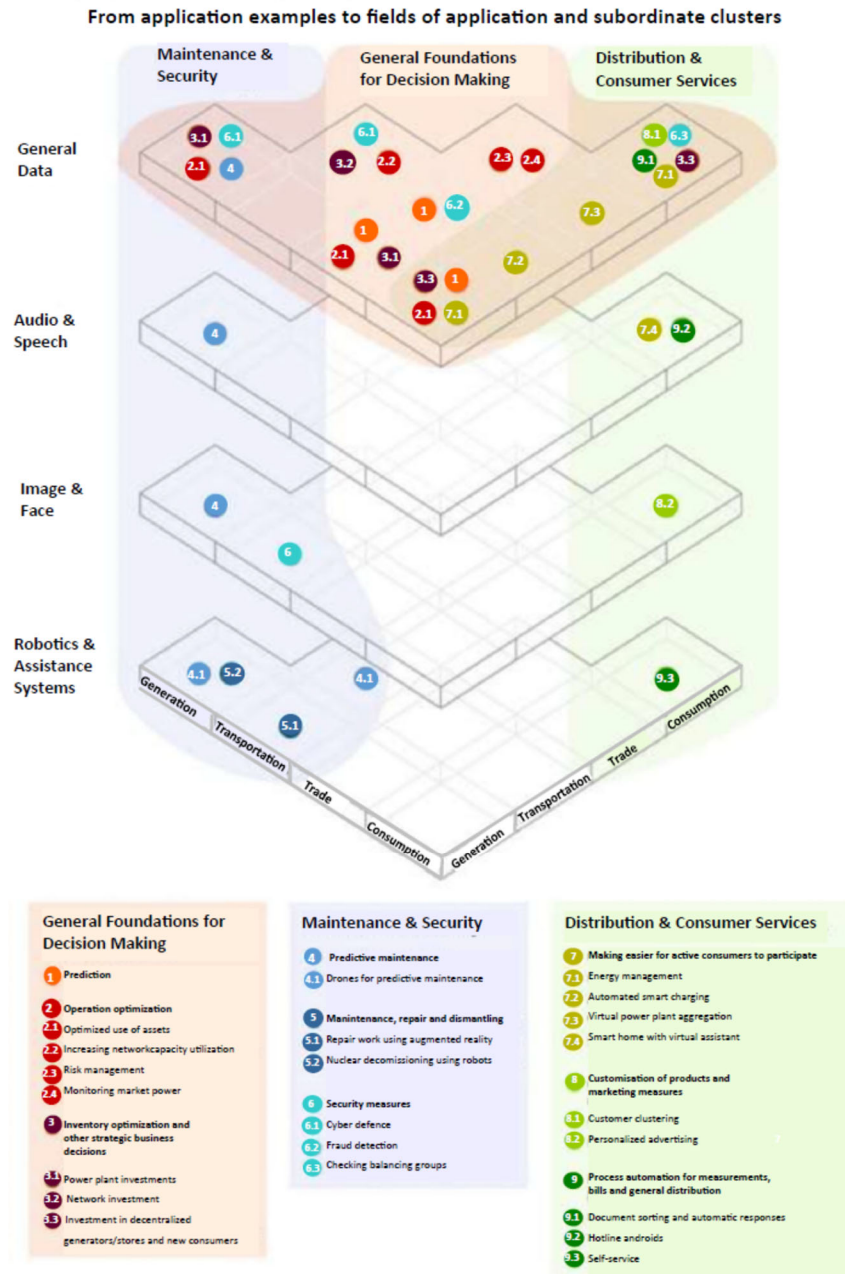 From application examples to fields of application and subordinate clusters
Maintenance &
Security
General Foundations
for Decision Making
Distribution &
Consumer Services
General
Data
3.1
6.1
2.1
4
6.1
3.2
2.2
2.3
2.4
8.1
6.3
9.1
3.3
7.1
1
6.2
7.3
1
2.1
3.1
7.2
3.3
1
2.1
7.1
Audio &
Speech
4
7.4
9.2
Image &
Face
4
8.2
6
Robotics &
Assistance
Systems
4.1
5.2
4.1
9.3
5.1
Generation
Transportation
Trade
Consumption
Generation
Transportation
Trade
Consumption
General Foundations for
Decision Making
1 Prediction
2 Operation optimization
2.1 Optimized use of assets
2.2 Increasing networkcapacity utilization
2.3 Risk management
2.4 Monitoring market power
3 Inventory optimization and
other strategic business
decisions
3.1 Power plant investments
3.2 Network investment
3.3 Investment in decentralized
generators/stores and new consumers
Maintenance & Security
4 Predictive maintenance
4.1 Drones for predictive maintenance
5 Manintenance, repair and dismantling
5.1 Repair work using augmented reality
5.2 Nuclear decomissioning using robots
6 Security measures
6.1 Cyber defence
6.2 Fraud detection
6.3 Checking balancing groups
Distribution & Consumer Services
7 Making easier for active consumers to participate
7.1 Energy management
7.2 Automated smart charging
7.3 Virtual power plant aggregation
7.4 Smart home with virtual assistant
8 Customisation of products and
marketing measures
8.1 Customer clustering
8.2 Personalized advertising
9 Process automation for measurements,
bills and general distribution
9.1 Document sorting and automatic responses
9.2 Hotline androids
9.3 Self-service